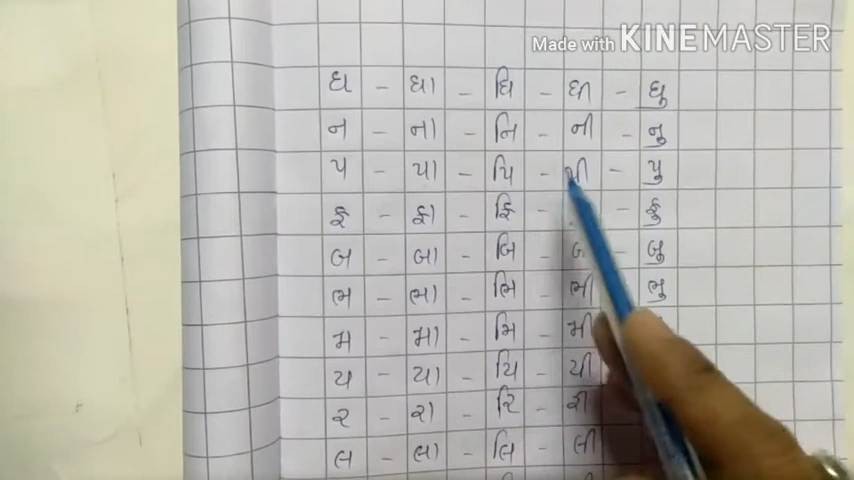 Made with KINEMASTER
ધ - ધા - ધિ - ધી - ધુ
ન - ના - નિ - ની - નુ
પ - પા - પિ - પી - પુ
ફ - ફા - ફિ - - ફુ
બ - બા - બિ - - બુ
ભ - ભા - ભિ - ભી ભુ
મ - મા - મિ - મી
ય - યા - યિ - યી
ર - રા - રિ - રી
લ - લા - લિ - લી